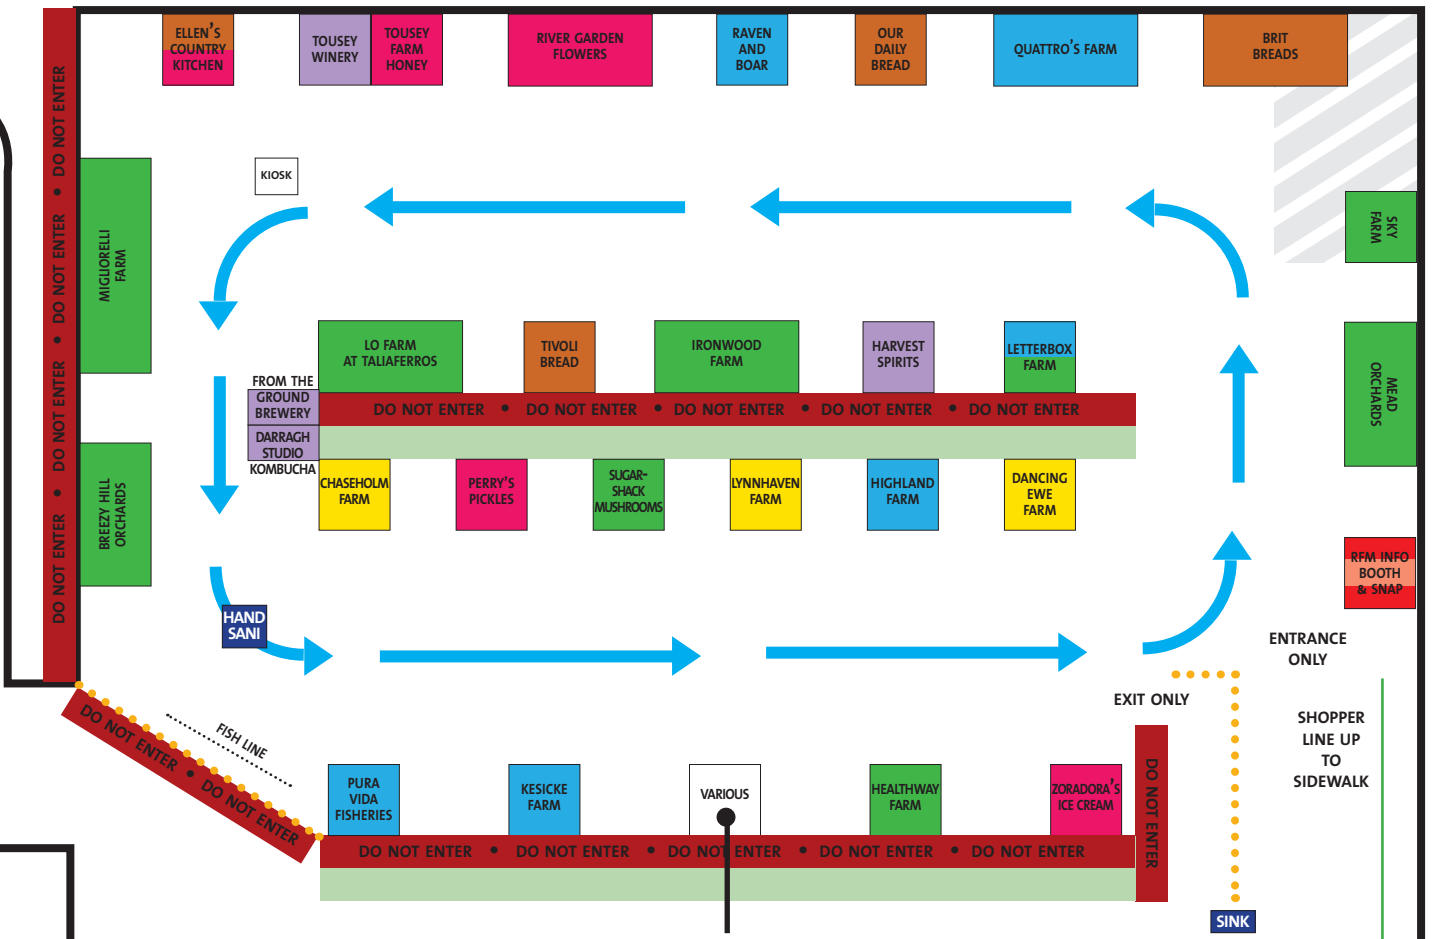 ELLEN'S
COUNTRY
KITCHEN
TOUSEY
WINERY
TOUSEY
FARM
HONEY
RIVER GARDEN
FLOWERS
RAVEN
AND
BOAR
OUR
DAILY
BREAD
QUATTRO'S FARM
BRIT
BREADS
DO NOT ENTER • DO NOT ENTER • DO NOT ENTER • DO NOT ENTER
KIOSK
MIGLIORELLI
FARM
SKY
FARM
LO FARM
AT TALIAFERROS
TIVOLI
BREAD
IRONWOOD
FARM
HARVEST
SPIRITS
LETTERBOX
FARM
MEAD
ORCHARDS
FROM THE
GROUND
BREWERY
DO NOT ENTER • DO NOT ENTER • DO NOT ENTER • DO NOT ENTER • DO NOT ENTER
DARRAGH
STUDIO
KOMBUCHA
CHASEHOLM
FARM
PERRY'S
PICKLES
SUGAR-
SHACK
MUSHROOMS
LYNNHAVEN
FARM
HIGHLAND
FARM
DANCING
EWE
FARM
BREEZY HILL
ORCHARDS
RFM INFO
BOOTH
& SNAP
HAND
SANI
ENTRANCE
ONLY
EXIT ONLY
SHOPPER
LINE UP
TO
SIDEWALK
DO NOT ENTER • DO NOT ENTER
FISH LINE
PURA
VIDA
FISHERIES
KESICKE
FARM
VARIOUS
HEALTHWAY
FARM
ZORADORA'S
ICE CREAM
DO NOT ENTER
DO NOT ENTER • DO NOT ENTER • DO NOT ENTER • DO NOT ENTER • DO NOT ENTER
SINK